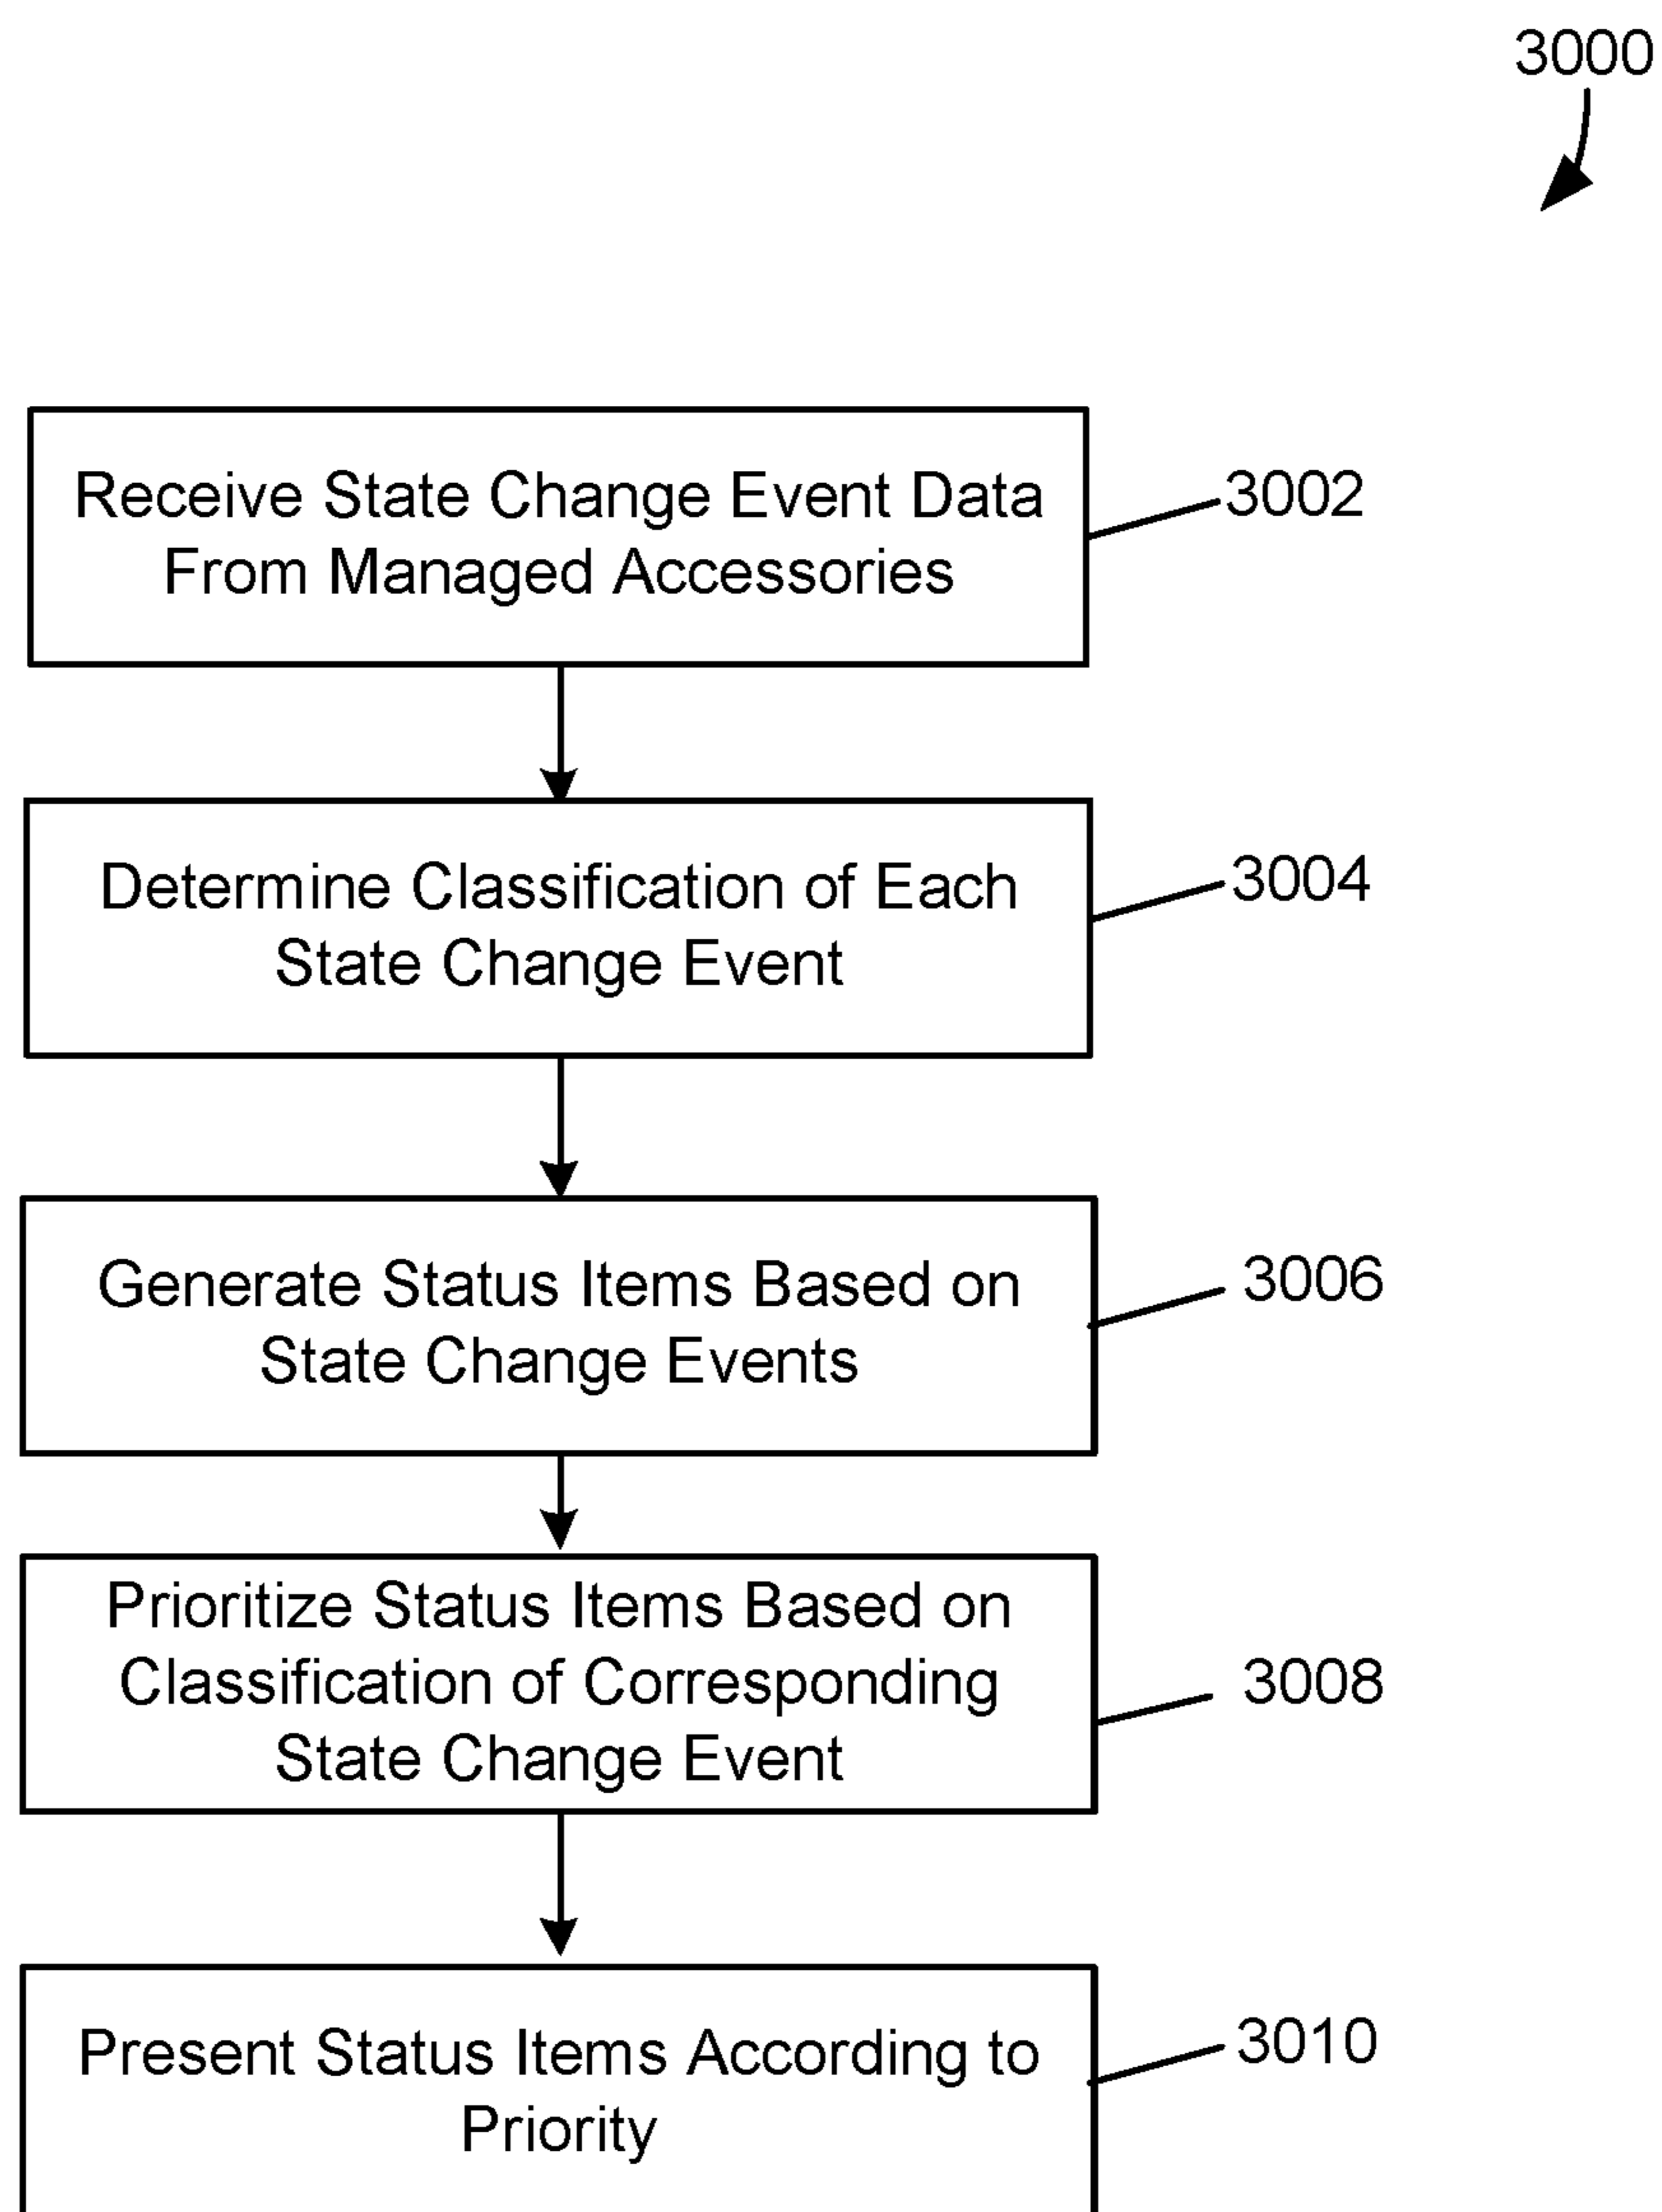 3000
Receive State Change Event Data
From Managed Accessories
3002
Determine Classification of Each
State Change Event
3004
Generate Status Items Based on
State Change Events
3006
Prioritize Status Items Based on
Classification of Corresponding
State Change Event
3008
Present Status Items According to
Priority
3010